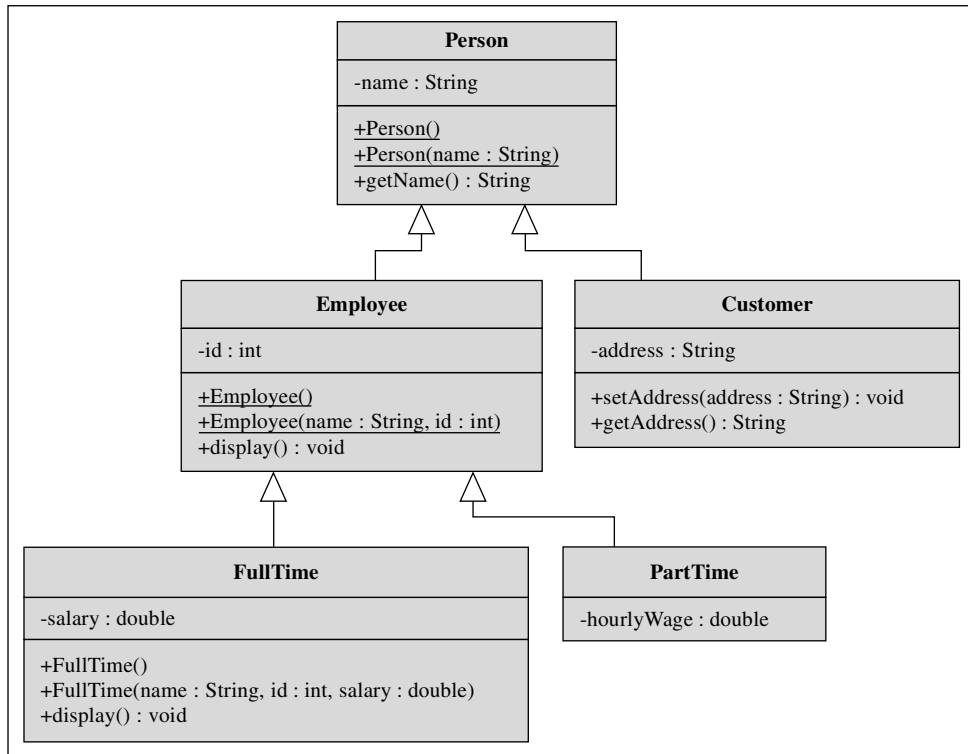 Person
-name : String
+Person()
+Person(name : String)
+getName() : String
Employee
-id : int
+Employee()
+Employee(name : String, id : int)
+display() : void
Customer
-address : String
+setAddress(address : String) : void
+getAddress() : String
FullTime
-salary : double
+FullTime()
+FullTime(name : String, id : int, salary : double)
+display() : void
PartTime
-hourlyWage : double